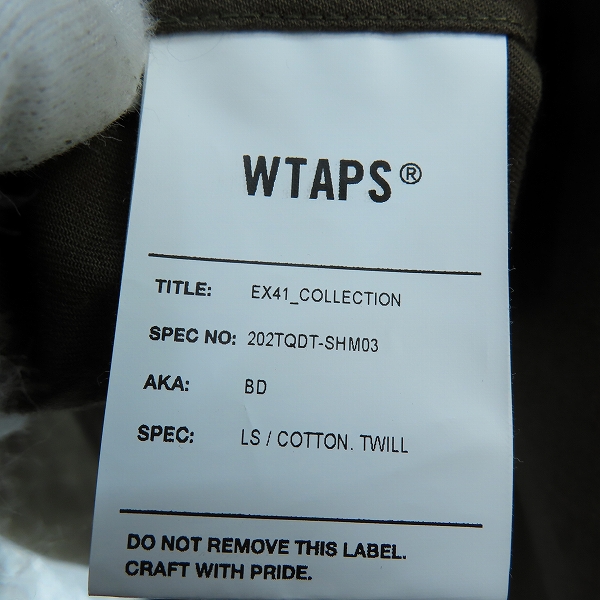 WTAPS®
TITLE: EX41_COLLECTION
SPEC NO: 202TQDT-SHM03
AKA: BD
SPEC: LS / COTTON. TWILL
DO NOT REMOVE THIS LABEL.
CRAFT WITH PRIDE.